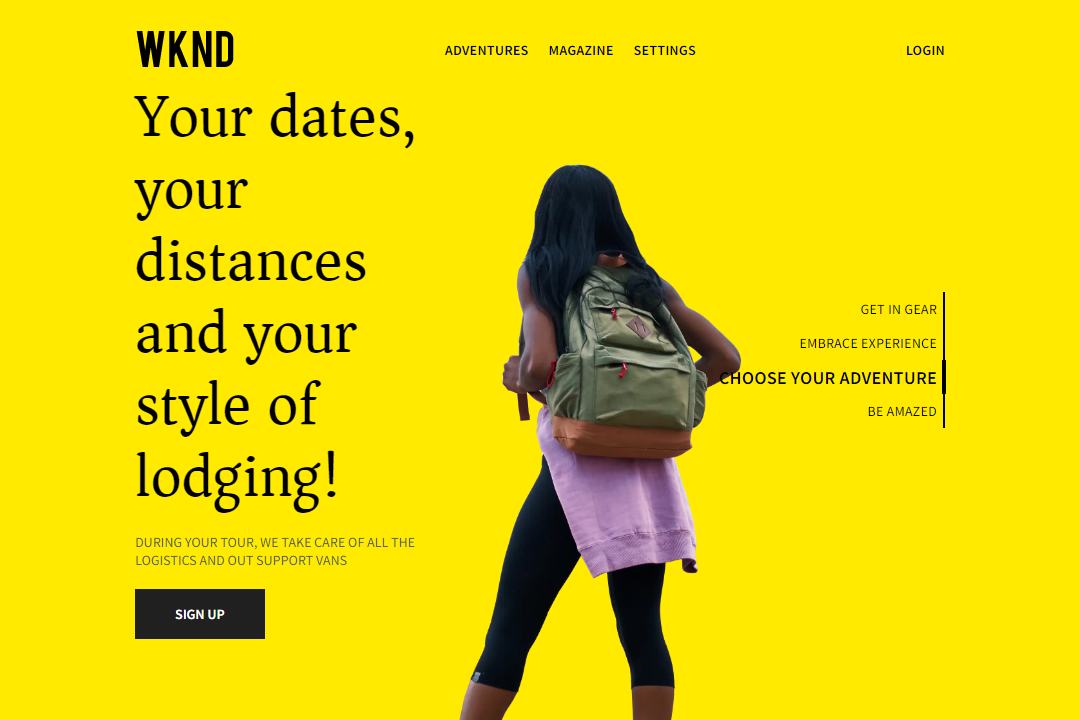 WKND
ADVENTURES
MAGAZINE
SETTINGS
LOGIN
Your dates,
your
distances
and your
style of
lodging!
DURING YOUR TOUR, WE TAKE CARE OF ALL THE
LOGISTICS AND OUT SUPPORT VANS
SIGN UP
GET IN GEAR
EMBRACE EXPERIENCE
CHOOSE YOUR ADVENTURE
BE AMAZED